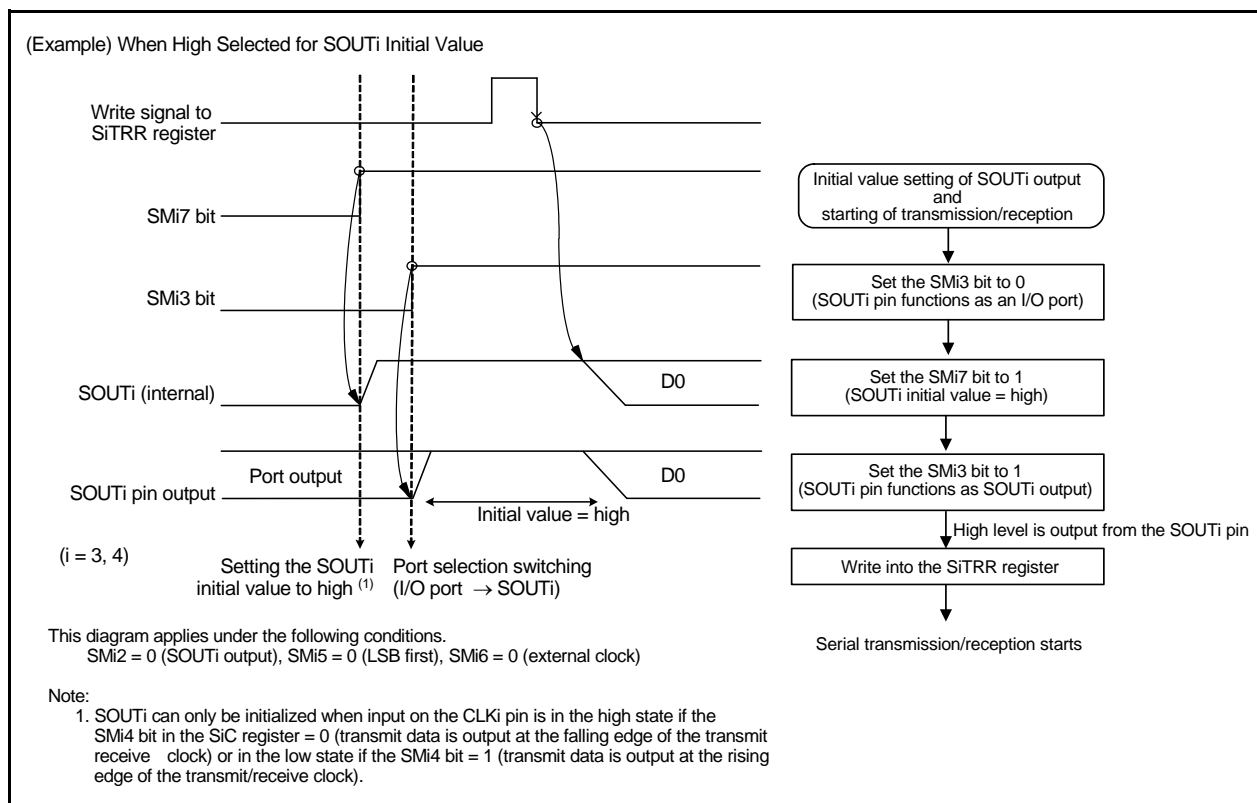 (Example) When High Selected for SOUTi Initial Value
Write signal to
SiTRR register
SMi7 bit
SMi3 bit
SOUTi (internal)
D0
SOUTi pin output
Port output
D0
Initial value = high
(i = 3, 4)
Setting the SOUTi
initial value to high (1)
Port selection switching
(I/O port → SOUTi)
Initial value setting of SOUTi output
and
starting of transmission/reception
Set the SMi3 bit to 0
(SOUTi pin functions as an I/O port)
Set the SMi7 bit to 1
(SOUTi initial value = high)
Set the SMi3 bit to 1
(SOUTi pin functions as SOUTi output)
High level is output from the SOUTi pin
Write into the SiTRR register
Serial transmission/reception starts
This diagram applies under the following conditions.
SMi2 = 0 (SOUTi output), SMi5 = 0 (LSB first), SMi6 = 0 (external clock)
Note:
1. SOUTi can only be initialized when input on the CLKi pin is in the high state if the
SMi4 bit in the SiC register = 0 (transmit data is output at the falling edge of the transmit
receive clock) or in the low state if the SMi4 bit = 1 (transmit data is output at the rising
edge of the transmit/receive clock).